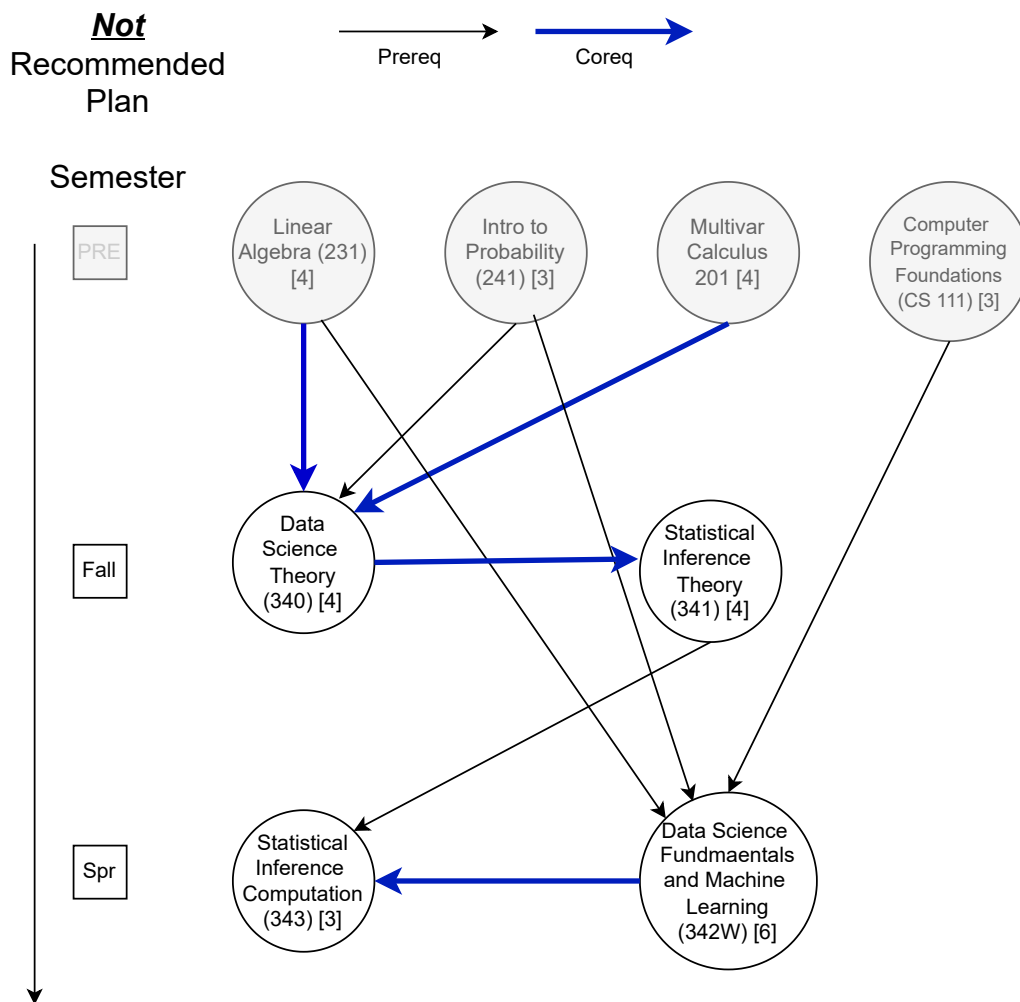 Not
Recommended
Plan
Prereq
Coreq
Semester
PRE
Linear
Algebra (231)
[4]
Intro to
Probability
(241) [3]
Multivar
Calculus
201 [4]
Computer
Programming
Foundations
(CS 111) [3]
Fall
Data
Science
Theory
(340) [4]
Statistical
Inference
Theory
(341) [4]
Spr
Statistical
Inference
Computation
(343) [3]
Data Science
Fundmaentals
and Machine
Learning
(342W) [6]